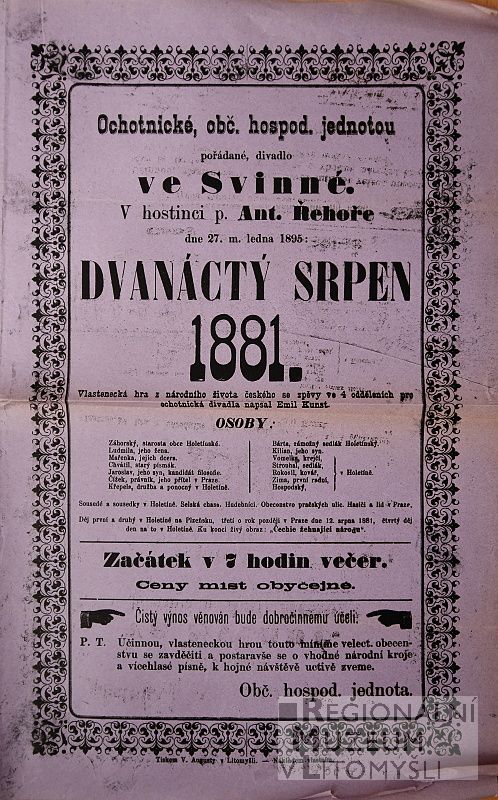 Ochotnické, obč. hospod. jednotou
pořádané, divadlo
ve Svinné.
V hostinci p. Ant. Řehoře
dne 27. m. ledna 1895:
DVANÁCTÝ SRPEN
1881.
Vlastenecká hra z národního života českého se zpěvy ve 4 odděleních pro
ochotnická divadla napsal Emil Kunst.
OSOBY:
Záborský, starosta obce Holetínské.
Ludmila, jeho žena.
Mařenka, jejich dcera.
Chvátil, starý písmák.
Jaroslav, jeho syn, kandidát filosofie.
Čížek, právník, jeho přítel v Praze.
Křepela, družba a ponocný v Holetíně.
Bárta, zámožný sedlák Holetínský.
Kilian, jeho syn.
Vomelka, krejčí,
Strouhal, sedlák,
Rokosil, kovář,
Zima, první radní,
Hospodský,
v Holetíně.
Sousedé a sousedky v Holetíně. Selská chasa. Hudebníci. Obecenstvo pražských ulic. Hasiči a lid v Praze.
Děj první a druhý v Holetíně na Plzeňsku, třetí o rok později v Praze dne 12. srpna 1881, čtvrtý děj
den na to v Holetíně. Ku konci živý obraz: „Čechie žehnající národu“.
Začátek v 7 hodin večer.
Ceny míst obyčejné.
Čistý výnos věnován bude dobročinnému účeli.
P. T. Účinnou, vlasteneckou hrou touto míníme velect. obecen-
stvu se zavděčiti a postaravše se o vhodné národní kroje
a vícehlasé písně, k hojné návštěvě uctivě zveme.
Obč. hospod. jednota.
Tiskem V. Augusty v Litomyšli. — Nákladem vlastním.
REGIONÁLNÍ
MUZEUM
V LITOMYŠLI